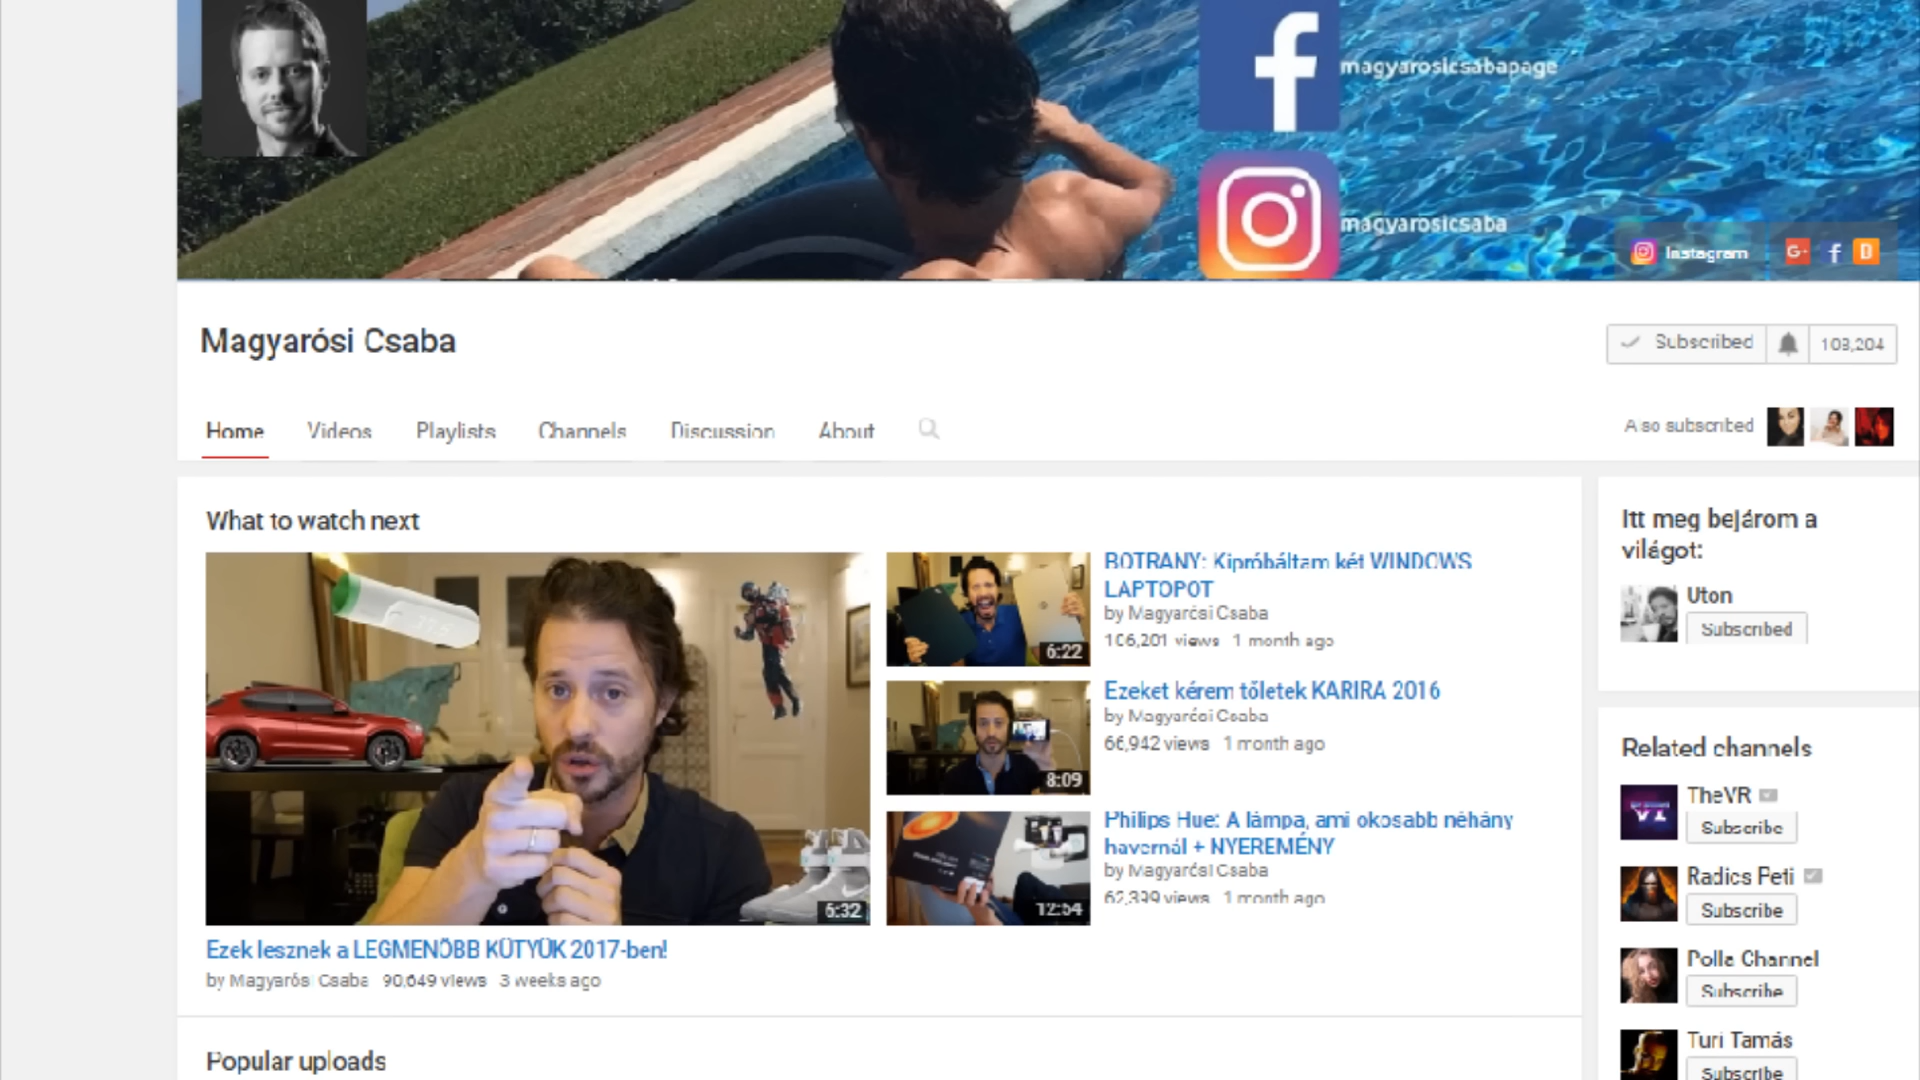 magyarosicsabapage
magyarosicsaba
Instagram
Magyarósi Csaba
Subscribed 108,204
Home Videos Playlists Channels Discussion About
Also subscribed
What to watch next
6:32
Ezek lesznek a LEGMENŐBB KÜTYÜK 2017-ben!
by Magyarósi Csaba 90,649 views 3 weeks ago
6:22
BOTRANY: Kipróbáltam két WINDOWS
LAPTOPOT
by Magyarósi Csaba
106,201 views 1 month ago
8:09
Ezeket kérem tőletek KARIRA 2016
by Magyarósi Csaba
66,942 views 1 month ago
12:54
Philips Hue: A lámpa, ami okosabb néhány
havernál + NYEREMÉNY
by Magyarósi Csaba
62,399 views 1 month ago
Popular uploads
Itt meg bejárom a
világot:
Uton
Subscribed
Related channels
TheVR
Subscribe
Radics Peti
Subscribe
Polla Channel
Subscribe
Turi Tamás
Subscribe